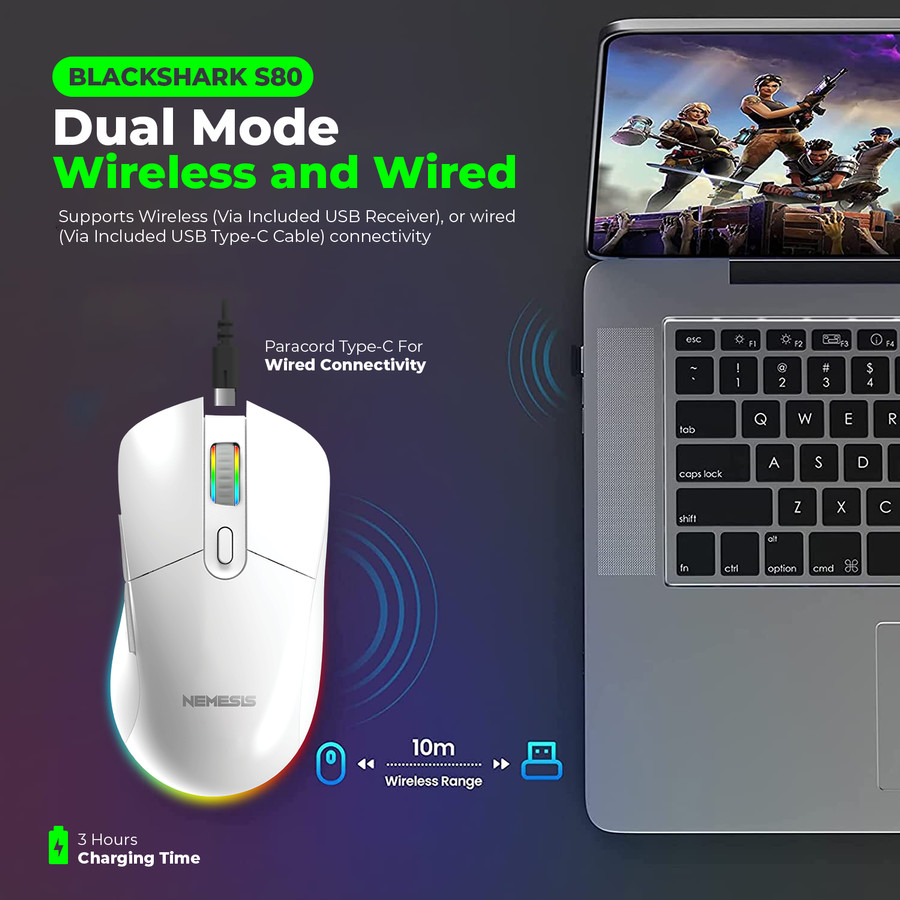 BLACKSHARK S80
Dual Mode
Wireless and Wired
Supports Wireless (Via Included USB Receiver), or wired
(Via Included USB Type-C Cable) connectivity
Paracord Type-C For
Wired Connectivity
NEMESIS
10m
Wireless Range
3 Hours
Charging Time
esc F1 F2 F3 F4
~ ! @ # $
` 1 2 3 4
tab Q W E R
caps lock A S D
shift Z X C
alt
fn ctrl option cmd ⌘